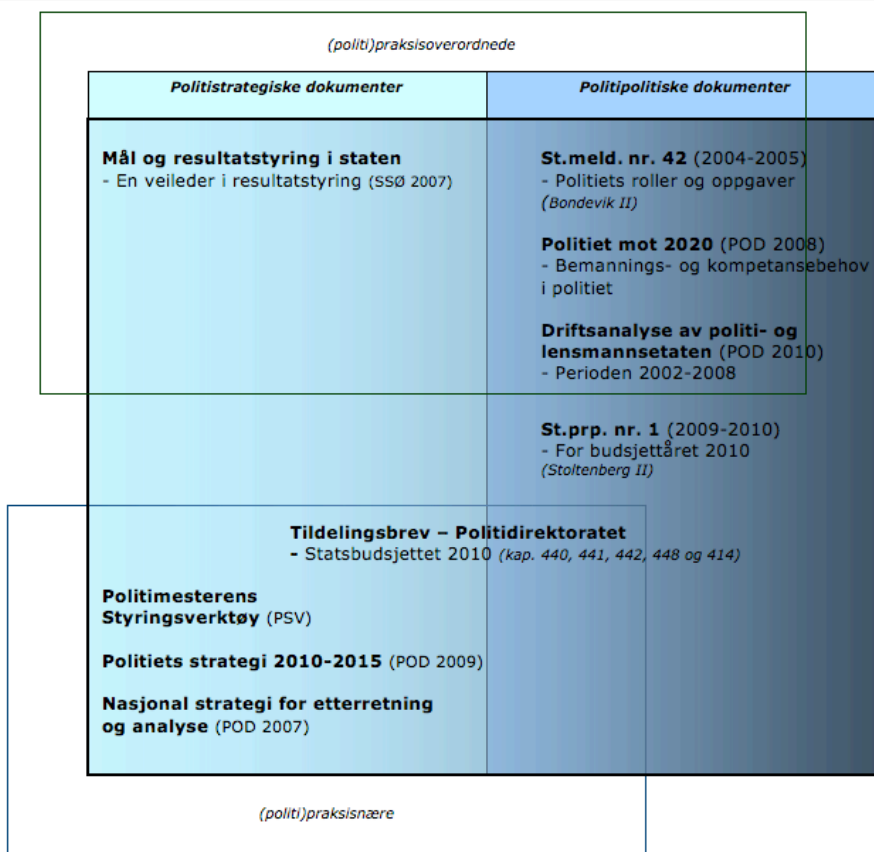 (politi)praksisoverordnede
Politistrategiske dokumenter
Politipolitiske dokumenter
Mål og resultatstyring i staten
- En veileder i resultatstyring (SSØ 2007)
St.meld. nr. 42 (2004-2005)
- Politiets roller og oppgaver
(Bondevik II)
Politiet mot 2020 (POD 2008)
- Bemannings- og kompetansebehov
i politiet
Driftsanalyse av politi- og
lensmannsetaten (POD 2010)
- Perioden 2002-2008
St.prp. nr. 1 (2009-2010)
- For budsjettåret 2010
(Stoltenberg II)
Tildelingsbrev – Politidirektoratet
- Statsbudsjettet 2010 (kap. 440, 441, 442, 448 og 414)
Politimesterens
Styringsverktøy (PSV)
Politiets strategi 2010-2015 (POD 2009)
Nasjonal strategi for etterretning
og analyse (POD 2007)
(politi)praksisnære